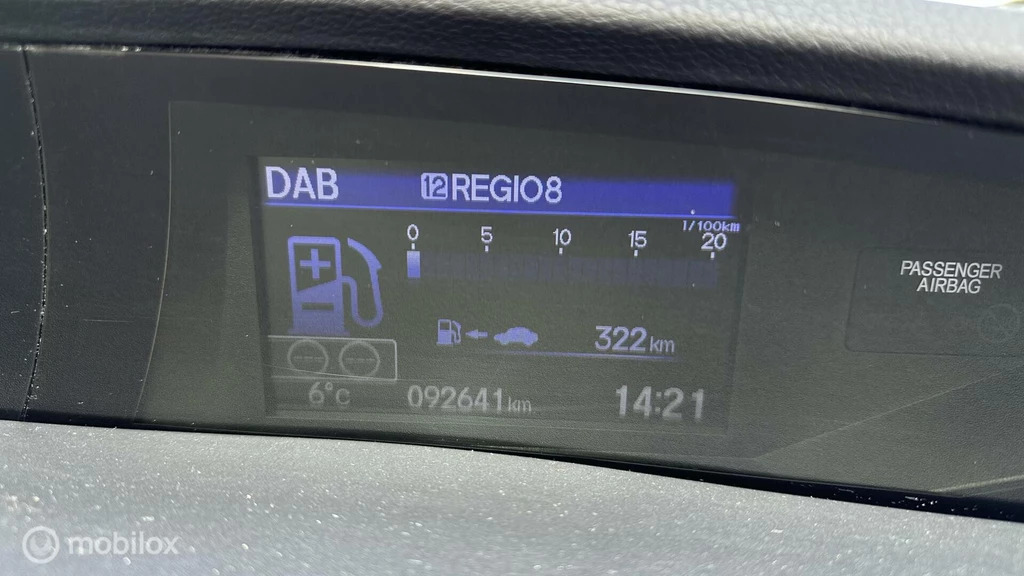 DAB 12 REGIO8
1/100km
0 5 10 15 20
322 km
6°C 092641 km 14:21
PASSENGER
AIRBAG
mobilox